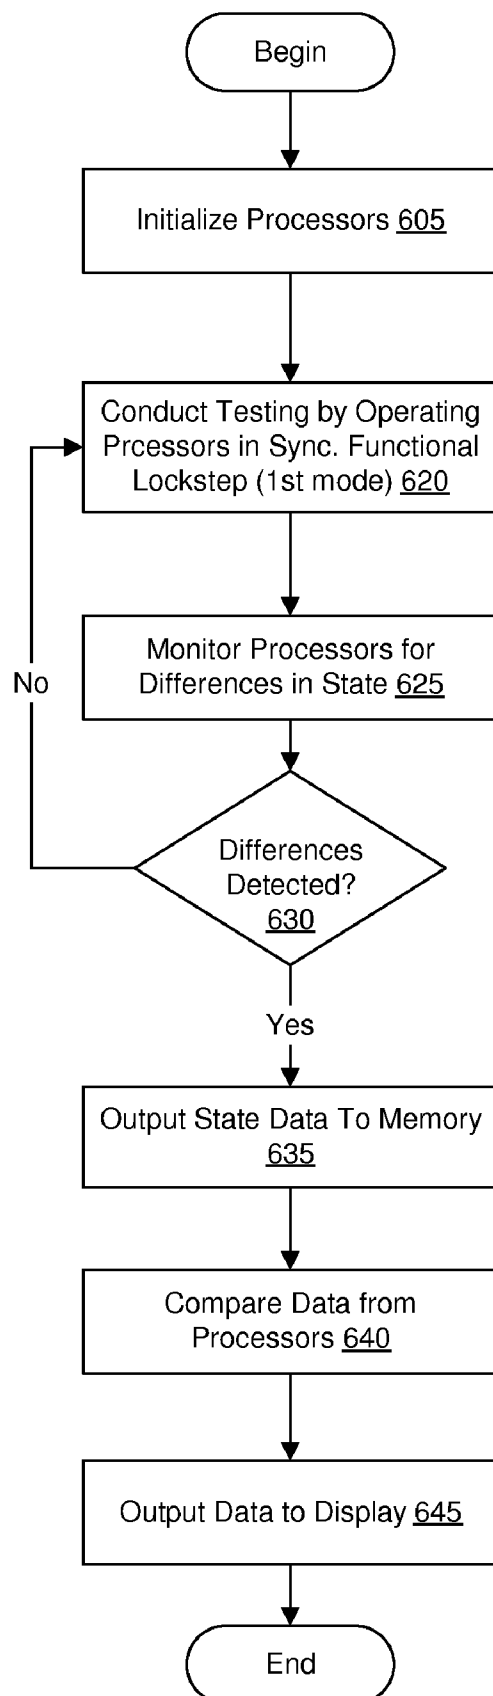 Begin
Initialize Processors 605
Conduct Testing by Operating
Prcessors in Sync. Functional
Lockstep (1st mode) 620
Monitor Processors for
Differences in State 625
No
Differences
Detected?
630
Yes
Output State Data To Memory
635
Compare Data from
Processors 640
Output Data to Display 645
End